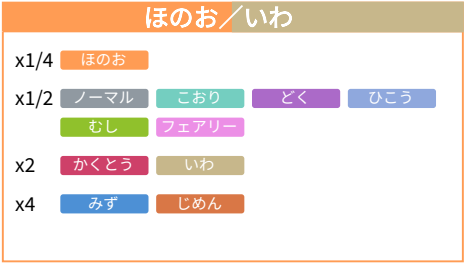 ほのお／いわ
x1/4 ほのお
x1/2 ノーマル こおり どく ひこう
むし フェアリー
x2 かくとう いわ
x4 みず じめん